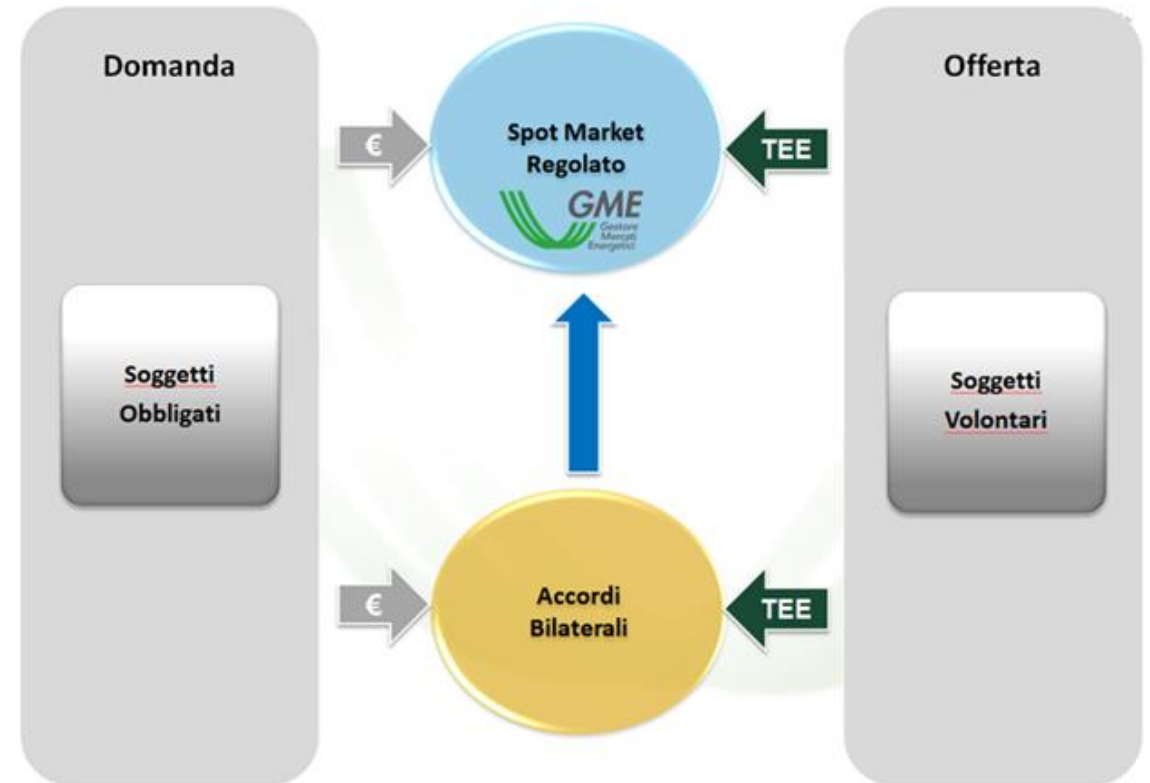 Domanda
Offerta
Spot Market
Regolato
GME
Gestore
Mercati
Energetici
€
TEE
Soggetti
Obbligati
Soggetti
Volontari
Accordi
Bilaterali
€
TEE